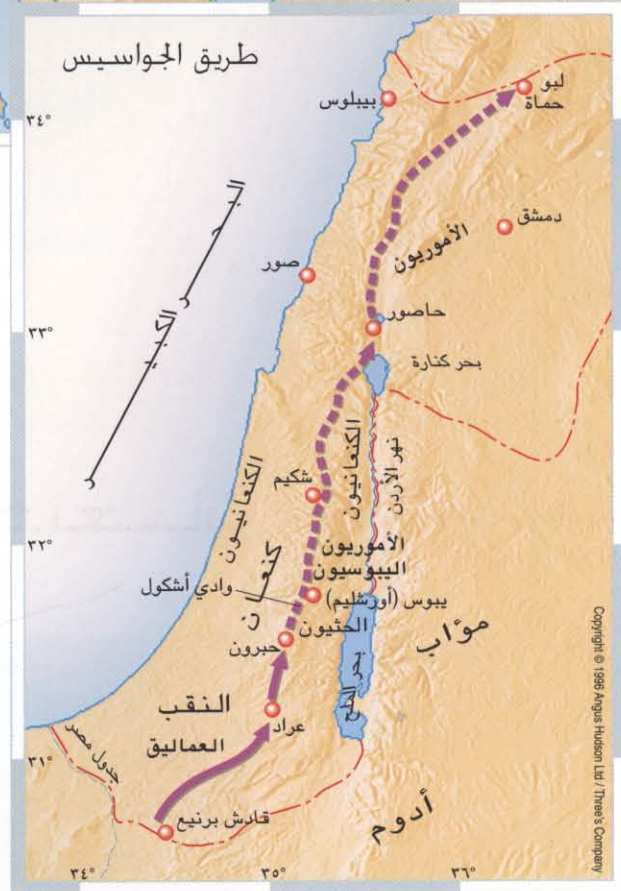 طريق الجواسيس
لبو
حماة
بيبلوس
٣٤°
دمشق
الأموريون
البحر
الكبير
صور
حاصور
٣٣°
بحر كنارة
الكنعانيون
الكنعانيون
نهر الأردن
شكيم
٣٢°
الأموريون
اليبوسيون
كنعان
وادي أشكول
يبوس (أورشليم)
الحثيون
مؤاب
حبرون
بحر الملح
النقب
عراد
العماليق
٣١°
جدول مصر
قادش برنيع
أدوم
٣٤°
٣٥°
٣٦°
Copyright © 1996 Angus Hudson Ltd / Three's Company